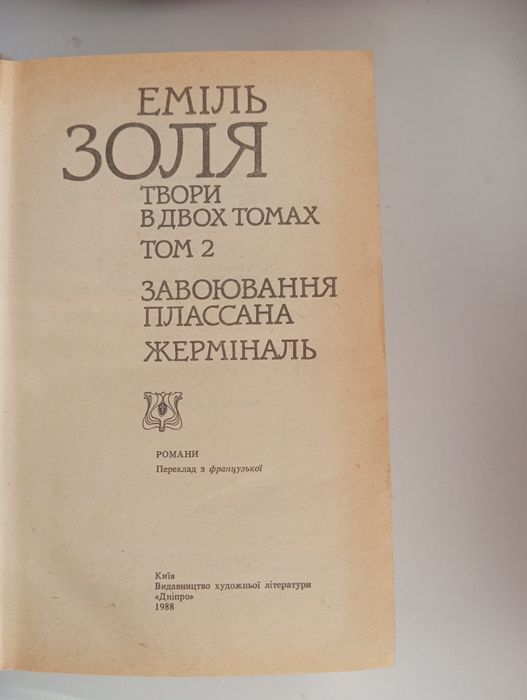 ЕМІЛЬ
ЗОЛЯ
ТВОРИ
В ДВОХ ТОМАХ
ТОМ 2
ЗАВОЮВАННЯ
ПЛАССАНА
ЖЕРМІНАЛЬ
РОМАНИ
Переклад з французької
Київ
Видавництво художньої літератури
«Дніпро»
1988